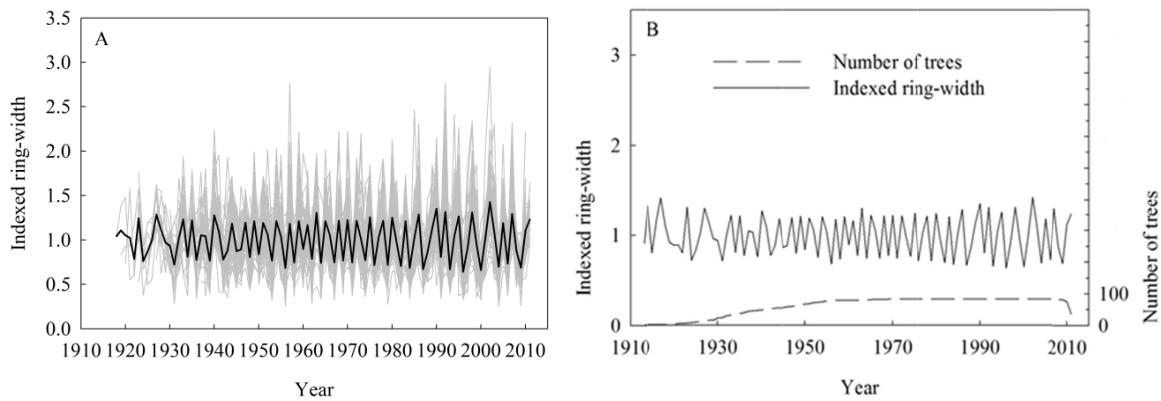 A
Indexed ring-width
3.5
3.0
2.5
2.0
1.5
1.0
0.5
0.0
1910 1920 1930 1940 1950 1960 1970 1980 1990 2000 2010
Year
B
Number of trees
Indexed ring-width
Indexed ring-width
3
2
1
0
1910 1930 1950 1970 1990 2010
Year
100
0
Number of trees